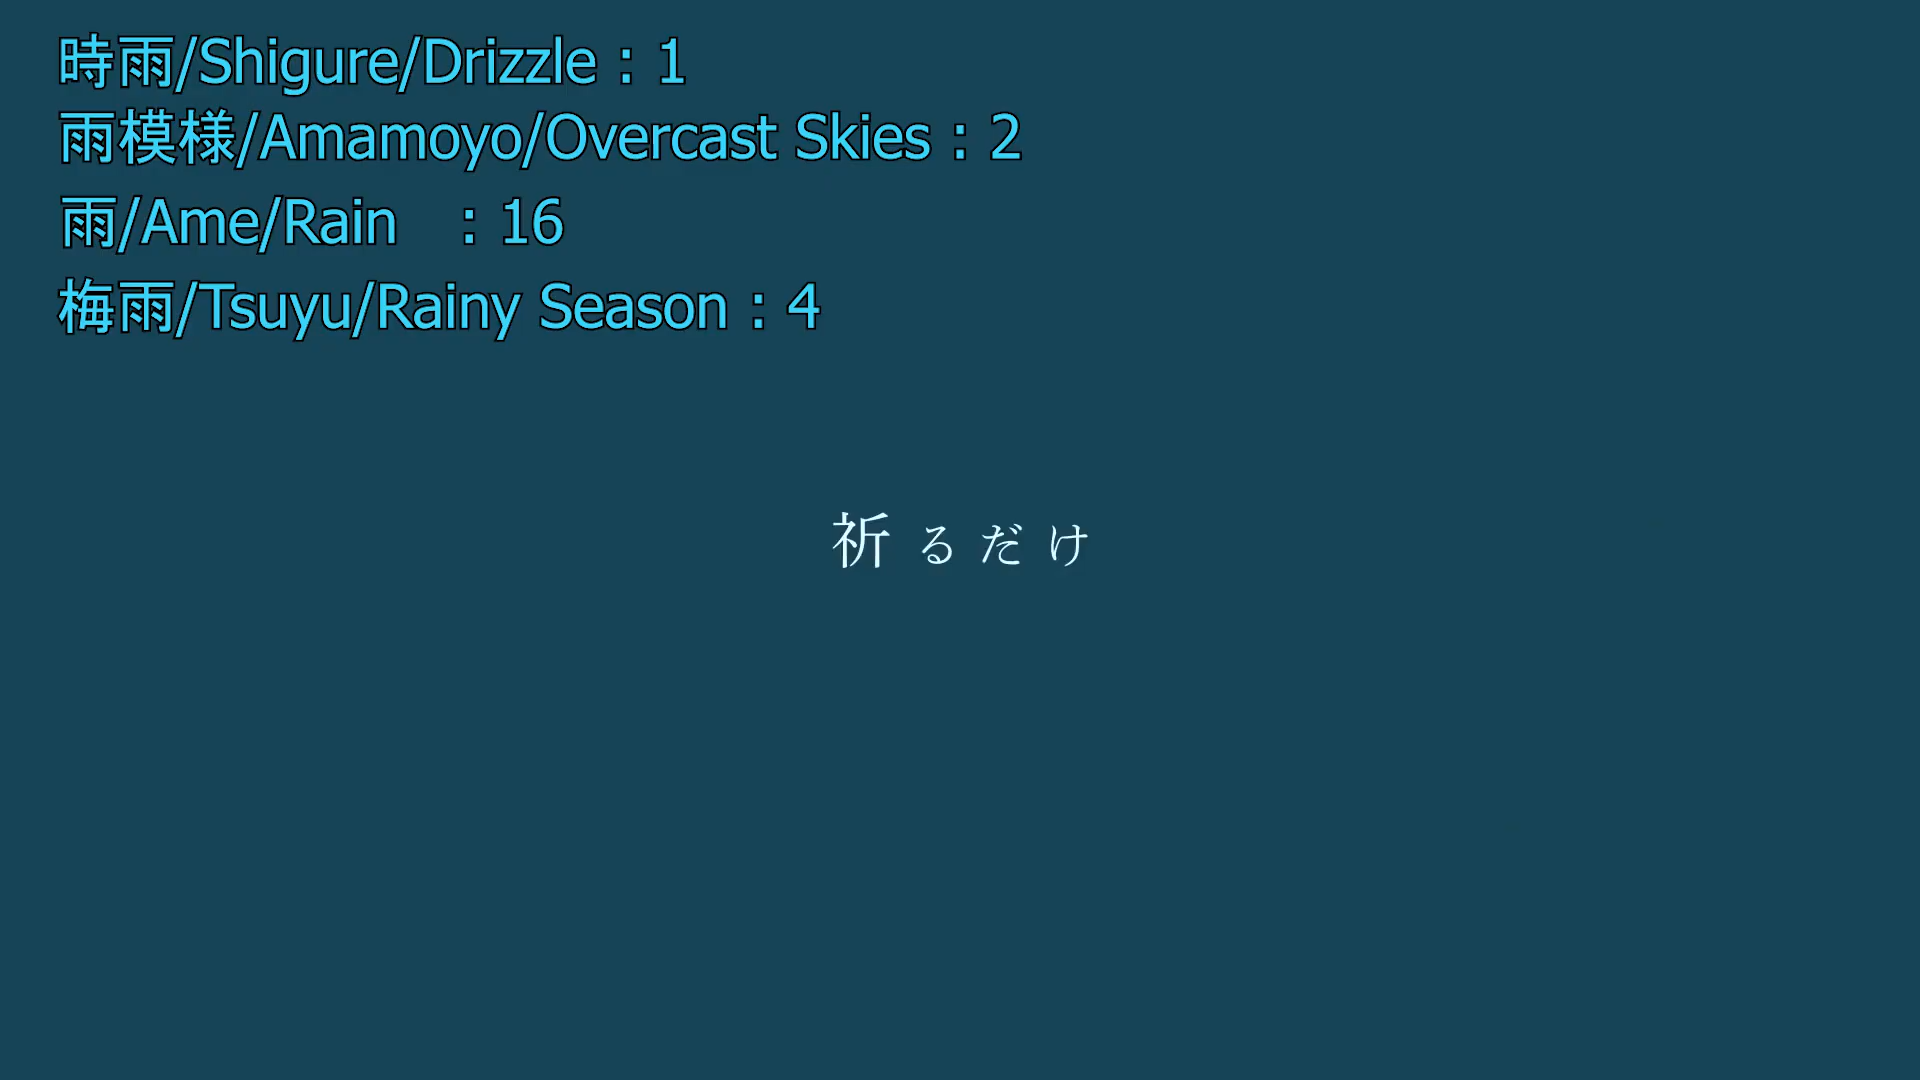 時雨/Shigure/Drizzle : 1
雨模様/Amamoyo/Overcast Skies : 2
雨/Ame/Rain : 16
梅雨/Tsuyu/Rainy Season : 4
祈るだけ